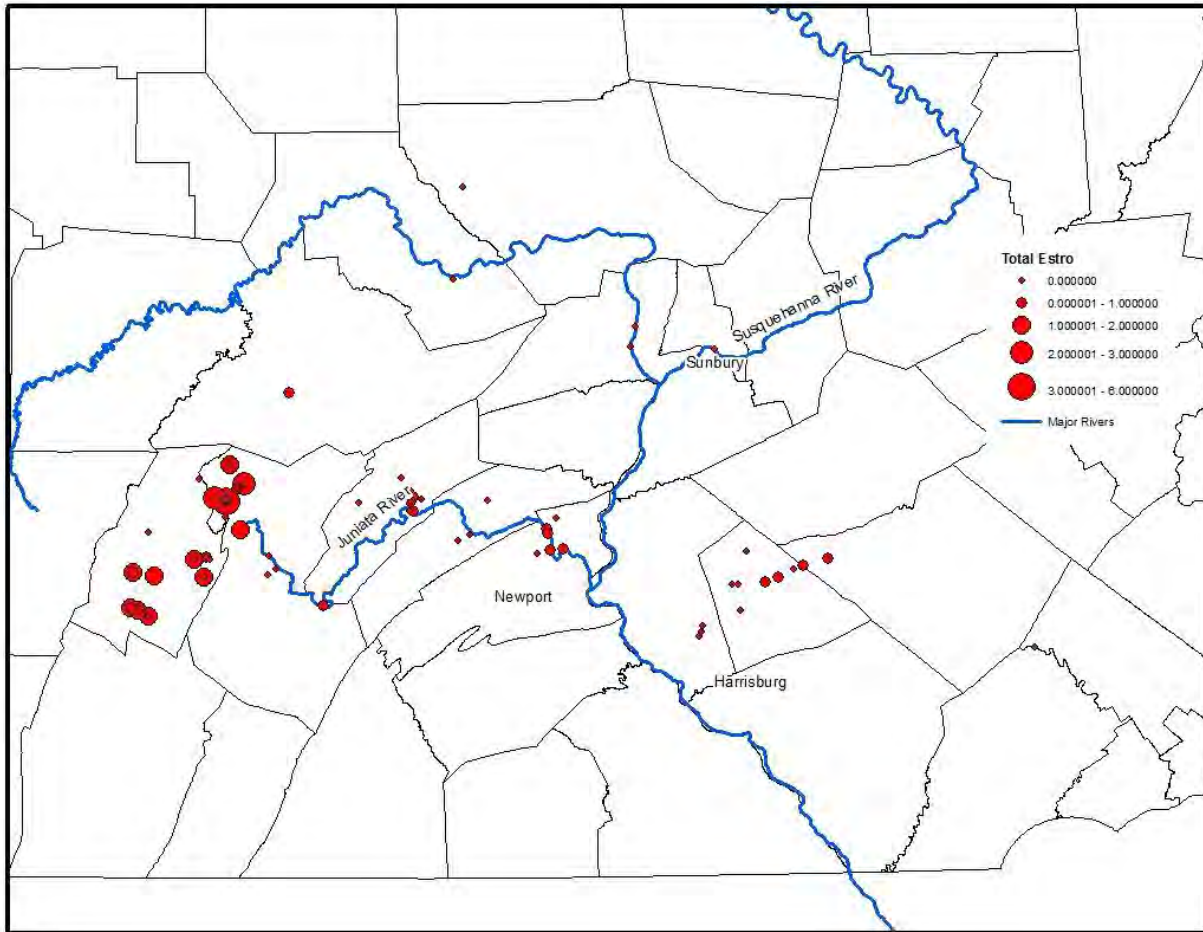 Total Estro
0.000000
0.000001 - 1.000000
1.000001 - 2.000000
2.000001 - 3.000000
3.000001 - 6.000000
Major Rivers
Susquehanna River
Sunbury
Juniata River
Newport
Harrisburg